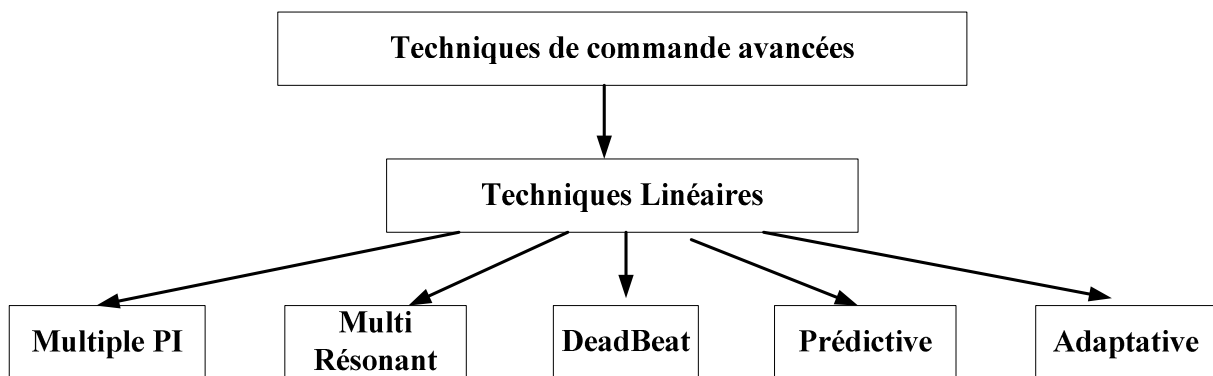 Techniques de commande avancées
Techniques Linéaires
Multiple PI
Multi
Résonant
DeadBeat
Prédictive
Adaptative